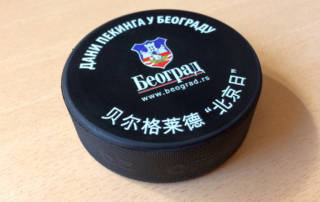 ДАНИ ПЕКИНГА У БЕОГРАДУ
Београд
www.beograd.rs
贝尔格莱德“北京日”